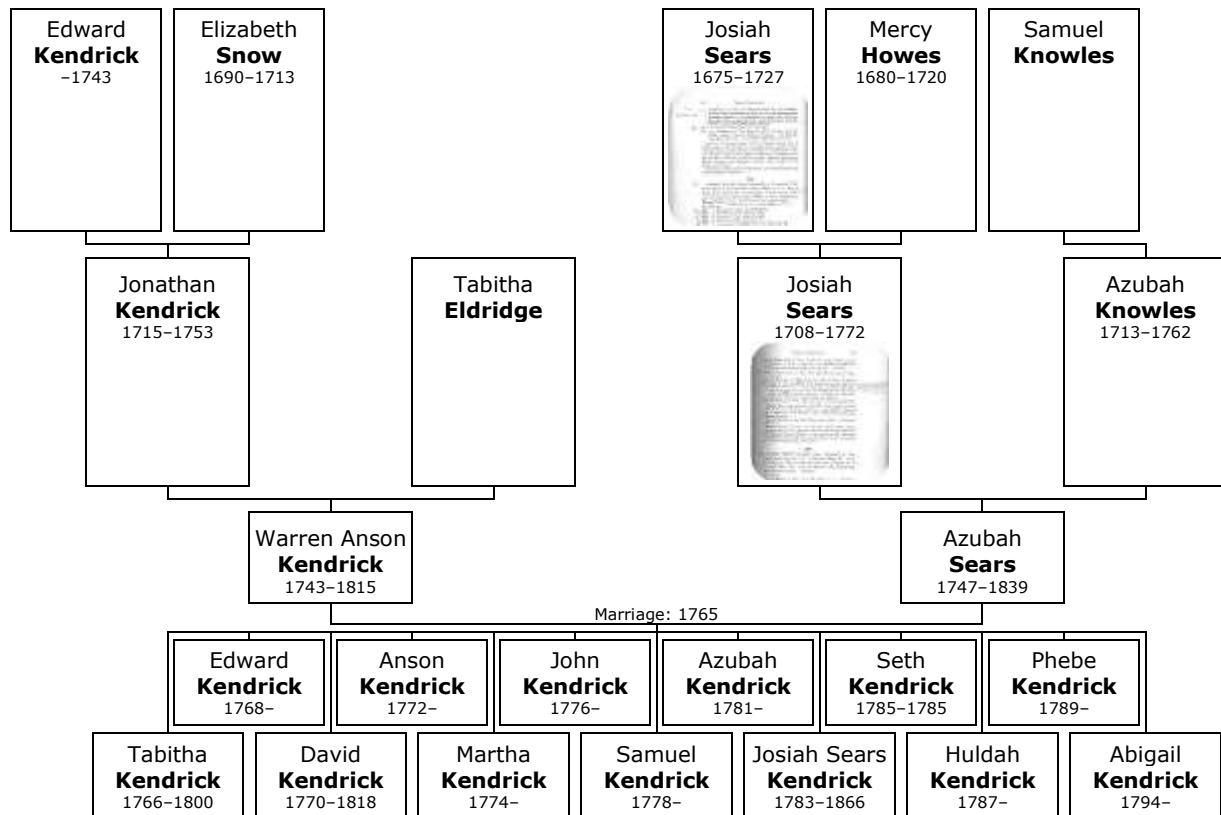 Edward
Kendrick
–1743
Elizabeth
Snow
1690–1713
Josiah
Sears
1675–1727
Mercy
Howes
1680–1720
Samuel
Knowles
Jonathan
Kendrick
1715–1753
Tabitha
Eldridge
Josiah
Sears
1708–1772
Azubah
Knowles
1713–1762
Warren Anson
Kendrick
1743–1815
Azubah
Sears
1747–1839
Marriage: 1765
Edward
Kendrick
1768–
Anson
Kendrick
1772–
John
Kendrick
1776–
Azubah
Kendrick
1781–
Seth
Kendrick
1785–1785
Phebe
Kendrick
1789–
Tabitha
Kendrick
1766–1800
David
Kendrick
1770–1818
Martha
Kendrick
1774–
Samuel
Kendrick
1778–
Josiah Sears
Kendrick
1783–1866
Huldah
Kendrick
1787–
Abigail
Kendrick
1794–